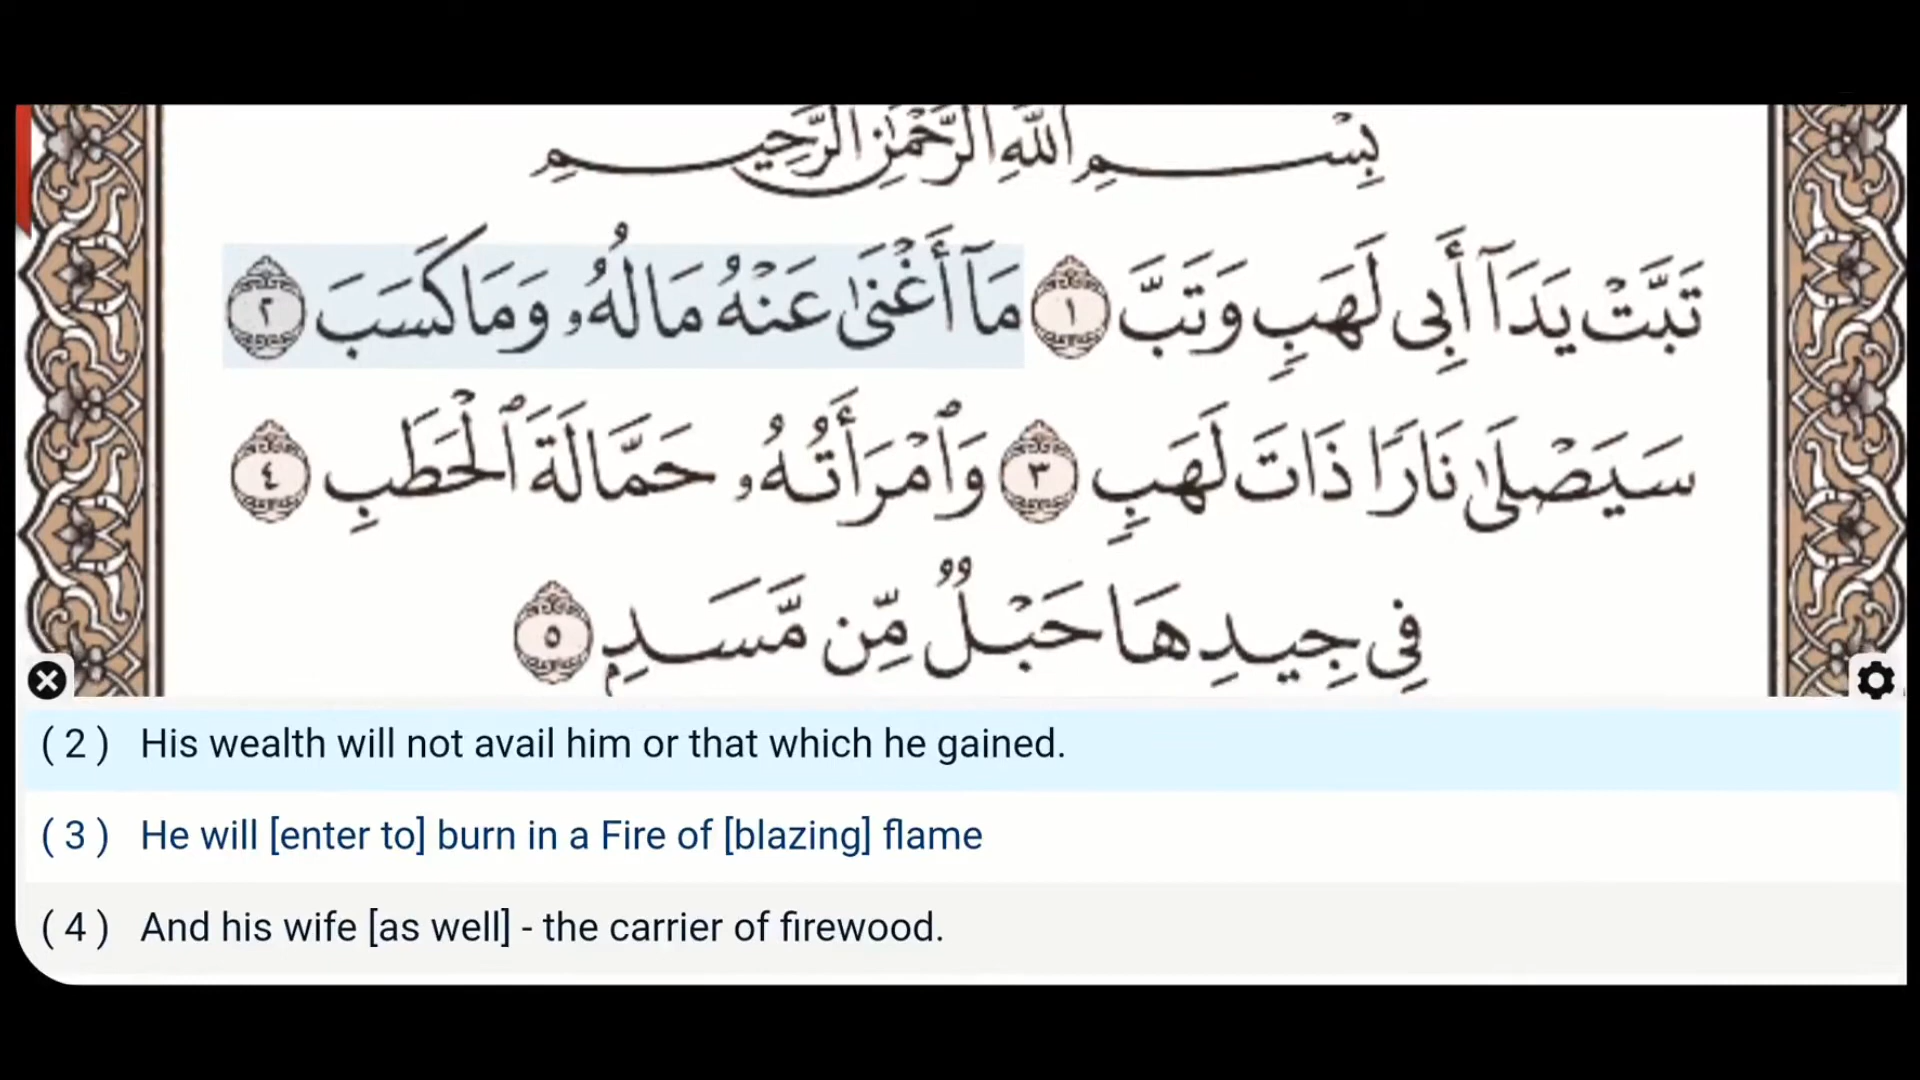 بِسْمِ اللَّهِ الرَّحْمَٰنِ الرَّحِيمِ
تَبَّتْ يَدَآ أَبِى لَهَبٍ وَتَبَّ ١ مَآ أَغْنَىٰ عَنْهُ مَالُهُۥ وَمَا كَسَبَ ٢
سَيَصْلَىٰ نَارًا ذَاتَ لَهَبٍ ٣ وَٱمْرَأَتُهُۥ حَمَّالَةَ ٱلْحَطَبِ ٤
فِى جِيدِهَا حَبْلٌ مِّن مَّسَدٍۭ ٥
( 2 ) His wealth will not avail him or that which he gained.
( 3 ) He will [enter to] burn in a Fire of [blazing] flame
( 4 ) And his wife [as well] - the carrier of firewood.